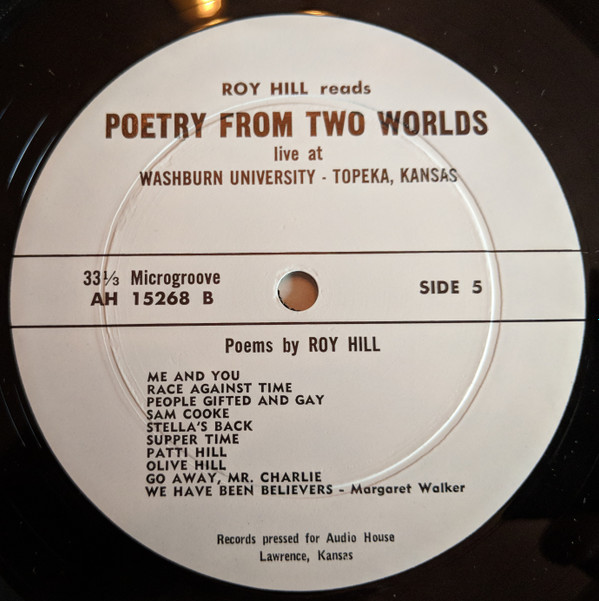 ROY HILL reads
POETRY FROM TWO WORLDS
live at
WASHBURN UNIVERSITY - TOPEKA, KANSAS
33⅓ Microgroove
AH 15268 B
SIDE 5
Poems by ROY HILL
ME AND YOU
RACE AGAINST TIME
PEOPLE GIFTED AND GAY
SAM COOKE
STELLA'S BACK
SUPPER TIME
PATTI HILL
OLIVE HILL
GO AWAY, MR. CHARLIE
WE HAVE BEEN BELIEVERS - Margaret Walker
Records pressed for Audio House
Lawrence, Kansas